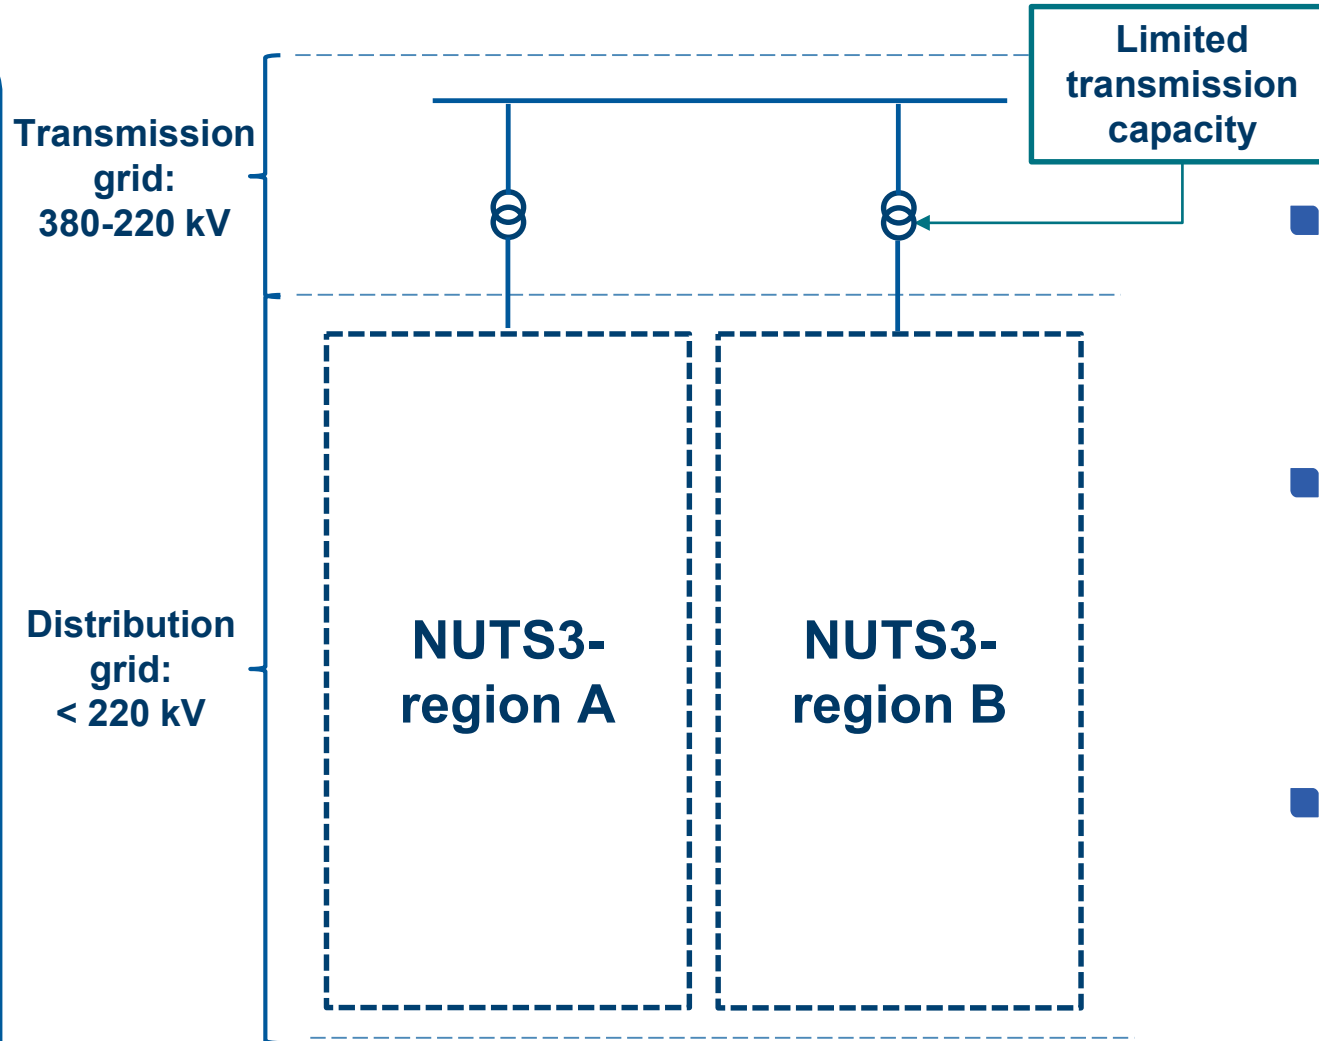 Limited
transmission
capacity
Transmission
grid:
380-220 kV
Distribution
grid:
< 220 kV
NUTS3-
region A
NUTS3-
region B